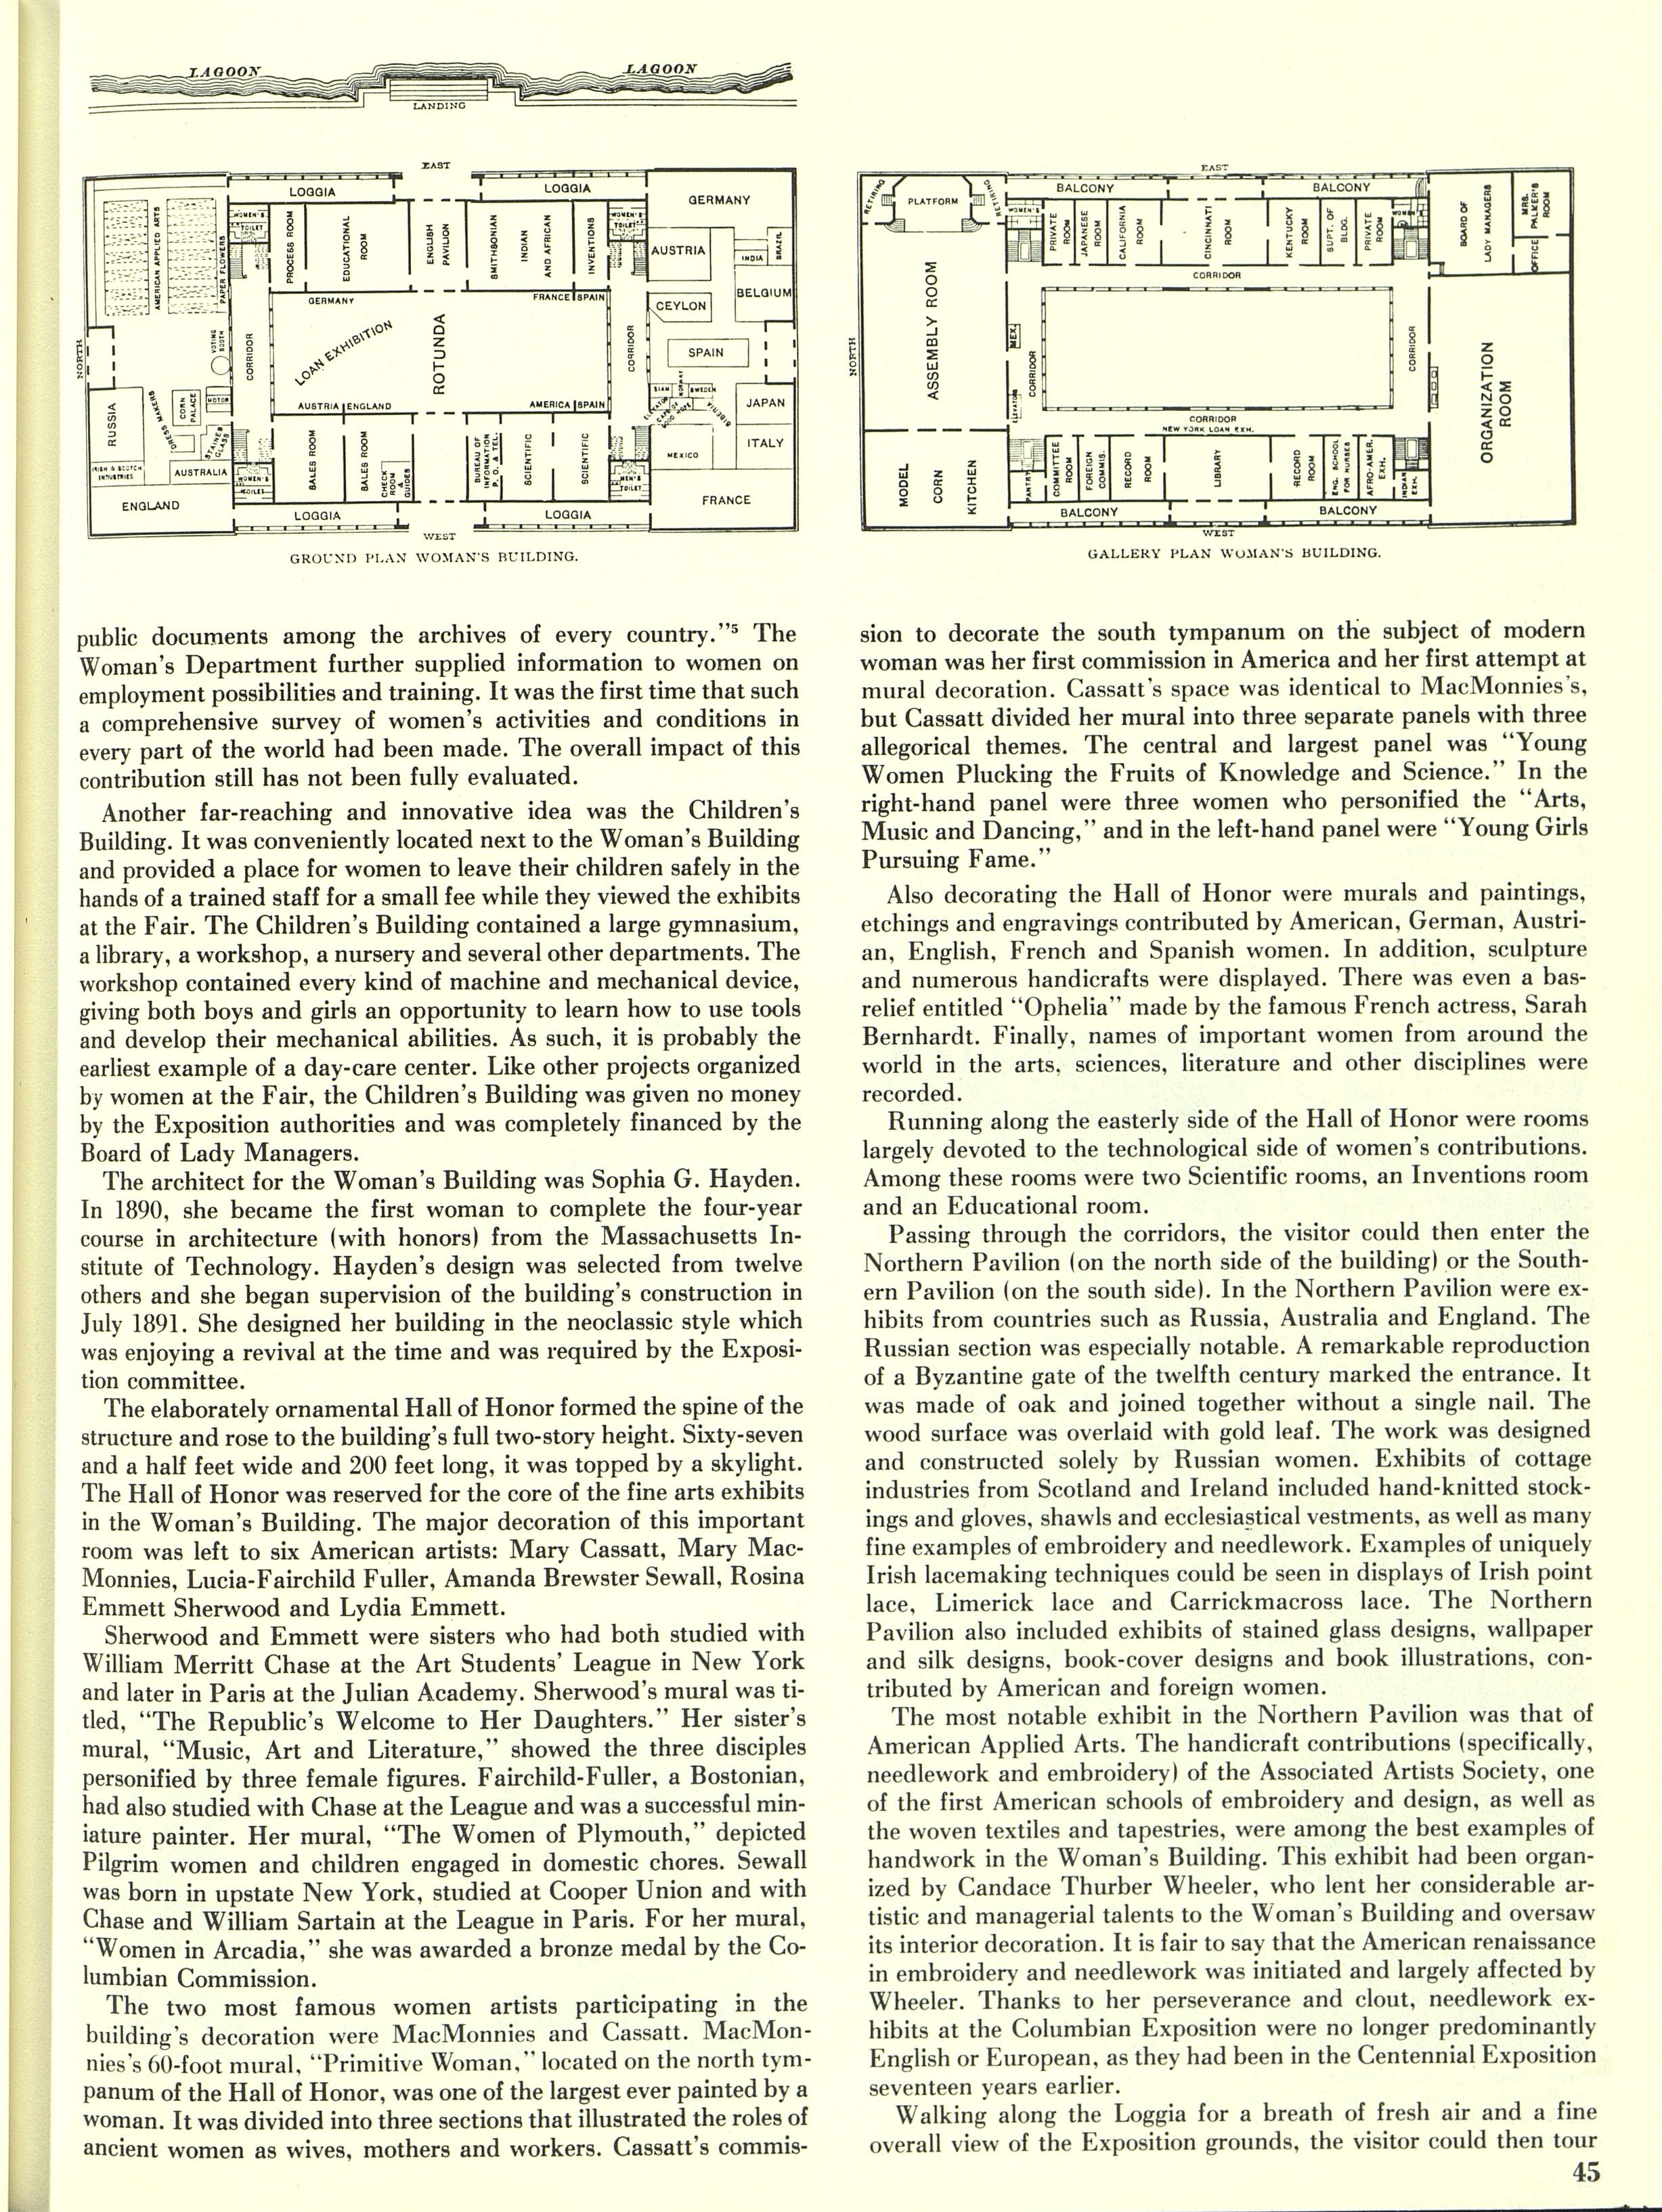 LAGOON
LAGOON
LANDING
EAST
LOGGIA
LOGGIA
GERMANY
AMERICAN APPLIED ARTS
PAPER FLOWERS
WOMEN'S
TOILET
PROCESS ROOM
EDUCATIONAL
ROOM
ENGLISH
PAVILION
SMITHSONIAN
INDIAN
AND AFRICAN
INVENTIONS
WOMEN'S
TOILET
AUSTRIA
INDIA
BRAZIL
BELGIUM
CEYLON
GERMANY
FRANCE
SPAIN
NORTH
VOTING
BOOTH
CORRIDOR
LOAN EXHIBITION
ROTUNDA
CORRIDOR
SPAIN
SIAM
NORWAY
SWEDEN
ELEVATOR
CAPE OF
GOOD HOPE
SIBERIA
JAPAN
AUSTRIA
ENGLAND
AMERICA
SPAIN
RUSSIA
DRESS MAKERS
CORN
PALACE
MOTOR
STAINED
GLASS
IRISH & SCOTCH
INDUSTRIES
AUSTRALIA
WOMEN'S
TOILET
SALES ROOM
SALES ROOM
CHECK
ROOM
&
GUIDES
BUREAU OF
INFORMATION
P. O. & TEL.
SCIENTIFIC
SCIENTIFIC
MEN'S
TOILET
MEXICO
ITALY
ENGLAND
LOGGIA
LOGGIA
FRANCE
WEST
GROUND PLAN WOMAN'S BUILDING.
EAST
RETIRING
PLATFORM
RETIRING
BALCONY
BALCONY
WOMEN'S
PRIVATE
ROOM
JAPANESE
ROOM
CALIFORNIA
ROOM
CINCINNATI
ROOM
KENTUCKY
ROOM
SUPT. OF
BLDG.
PRIVATE
ROOM
WOMEN'S
BOARD OF
LADY MANAGERS
MRS.
PALKER'S
ROOM
OFFICE
CORRIDOR
NORTH
ASSEMBLY ROOM
MEX.
CORRIDOR
ELEVATOR
CORRIDOR
ORGANIZATION
ROOM
CORRIDOR
NEW YORK LOAN EXH.
MODEL
CORN
KITCHEN
PANTRY
COMMITTEE
ROOM
FOREIGN
COMMIS.
RECORD
ROOM
LIBRARY
RECORD
ROOM
ENG. SCHOOL
FOR NURSES
AFRO-AMER.
EXH.
INDIAN
EXH.
BALCONY
BALCONY
WEST
GALLERY PLAN WOMAN'S BUILDING.
public documents among the archives of every country."⁵ The
Woman's Department further supplied information to women on
employment possibilities and training. It was the first time that such
a comprehensive survey of women's activities and conditions in
every part of the world had been made. The overall impact of this
contribution still has not been fully evaluated.
Another far-reaching and innovative idea was the Children's
Building. It was conveniently located next to the Woman's Building
and provided a place for women to leave their children safely in the
hands of a trained staff for a small fee while they viewed the exhibits
at the Fair. The Children's Building contained a large gymnasium,
a library, a workshop, a nursery and several other departments. The
workshop contained every kind of machine and mechanical device,
giving both boys and girls an opportunity to learn how to use tools
and develop their mechanical abilities. As such, it is probably the
earliest example of a day-care center. Like other projects organized
by women at the Fair, the Children's Building was given no money
by the Exposition authorities and was completely financed by the
Board of Lady Managers.
The architect for the Woman's Building was Sophia G. Hayden.
In 1890, she became the first woman to complete the four-year
course in architecture (with honors) from the Massachusetts In-
stitute of Technology. Hayden's design was selected from twelve
others and she began supervision of the building's construction in
July 1891. She designed her building in the neoclassic style which
was enjoying a revival at the time and was required by the Exposi-
tion committee.
The elaborately ornamental Hall of Honor formed the spine of the
structure and rose to the building's full two-story height. Sixty-seven
and a half feet wide and 200 feet long, it was topped by a skylight.
The Hall of Honor was reserved for the core of the fine arts exhibits
in the Woman's Building. The major decoration of this important
room was left to six American artists: Mary Cassatt, Mary Mac-
Monnies, Lucia-Fairchild Fuller, Amanda Brewster Sewall, Rosina
Emmett Sherwood and Lydia Emmett.
Sherwood and Emmett were sisters who had both studied with
William Merritt Chase at the Art Students' League in New York
and later in Paris at the Julian Academy. Sherwood's mural was ti-
tled, "The Republic's Welcome to Her Daughters." Her sister's
mural, "Music, Art and Literature," showed the three disciples
personified by three female figures. Fairchild-Fuller, a Bostonian,
had also studied with Chase at the League and was a successful min-
iature painter. Her mural, "The Women of Plymouth," depicted
Pilgrim women and children engaged in domestic chores. Sewall
was born in upstate New York, studied at Cooper Union and with
Chase and William Sartain at the League in Paris. For her mural,
"Women in Arcadia," she was awarded a bronze medal by the Co-
lumbian Commission.
The two most famous women artists participating in the
building's decoration were MacMonnies and Cassatt. MacMon-
nies's 60-foot mural, "Primitive Woman," located on the north tym-
panum of the Hall of Honor, was one of the largest ever painted by a
woman. It was divided into three sections that illustrated the roles of
ancient women as wives, mothers and workers. Cassatt's commis-
sion to decorate the south tympanum on the subject of modern
woman was her first commission in America and her first attempt at
mural decoration. Cassatt's space was identical to MacMonnies's,
but Cassatt divided her mural into three separate panels with three
allegorical themes. The central and largest panel was "Young
Women Plucking the Fruits of Knowledge and Science." In the
right-hand panel were three women who personified the "Arts,
Music and Dancing," and in the left-hand panel were "Young Girls
Pursuing Fame."
Also decorating the Hall of Honor were murals and paintings,
etchings and engravings contributed by American, German, Austri-
an, English, French and Spanish women. In addition, sculpture
and numerous handicrafts were displayed. There was even a bas-
relief entitled "Ophelia" made by the famous French actress, Sarah
Bernhardt. Finally, names of important women from around the
world in the arts, sciences, literature and other disciplines were
recorded.
Running along the easterly side of the Hall of Honor were rooms
largely devoted to the technological side of women's contributions.
Among these rooms were two Scientific rooms, an Inventions room
and an Educational room.
Passing through the corridors, the visitor could then enter the
Northern Pavilion (on the north side of the building) or the South-
ern Pavilion (on the south side). In the Northern Pavilion were ex-
hibits from countries such as Russia, Australia and England. The
Russian section was especially notable. A remarkable reproduction
of a Byzantine gate of the twelfth century marked the entrance. It
was made of oak and joined together without a single nail. The
wood surface was overlaid with gold leaf. The work was designed
and constructed solely by Russian women. Exhibits of cottage
industries from Scotland and Ireland included hand-knitted stock-
ings and gloves, shawls and ecclesiastical vestments, as well as many
fine examples of embroidery and needlework. Examples of uniquely
Irish lacemaking techniques could be seen in displays of Irish point
lace, Limerick lace and Carrickmacross lace. The Northern
Pavilion also included exhibits of stained glass designs, wallpaper
and silk designs, book-cover designs and book illustrations, con-
tributed by American and foreign women.
The most notable exhibit in the Northern Pavilion was that of
American Applied Arts. The handicraft contributions (specifically,
needlework and embroidery) of the Associated Artists Society, one
of the first American schools of embroidery and design, as well as
the woven textiles and tapestries, were among the best examples of
handwork in the Woman's Building. This exhibit had been organ-
ized by Candace Thurber Wheeler, who lent her considerable ar-
tistic and managerial talents to the Woman's Building and oversaw
its interior decoration. It is fair to say that the American renaissance
in embroidery and needlework was initiated and largely affected by
Wheeler. Thanks to her perseverance and clout, needlework ex-
hibits at the Columbian Exposition were no longer predominantly
English or European, as they had been in the Centennial Exposition
seventeen years earlier.
Walking along the Loggia for a breath of fresh air and a fine
overall view of the Exposition grounds, the visitor could then tour
45